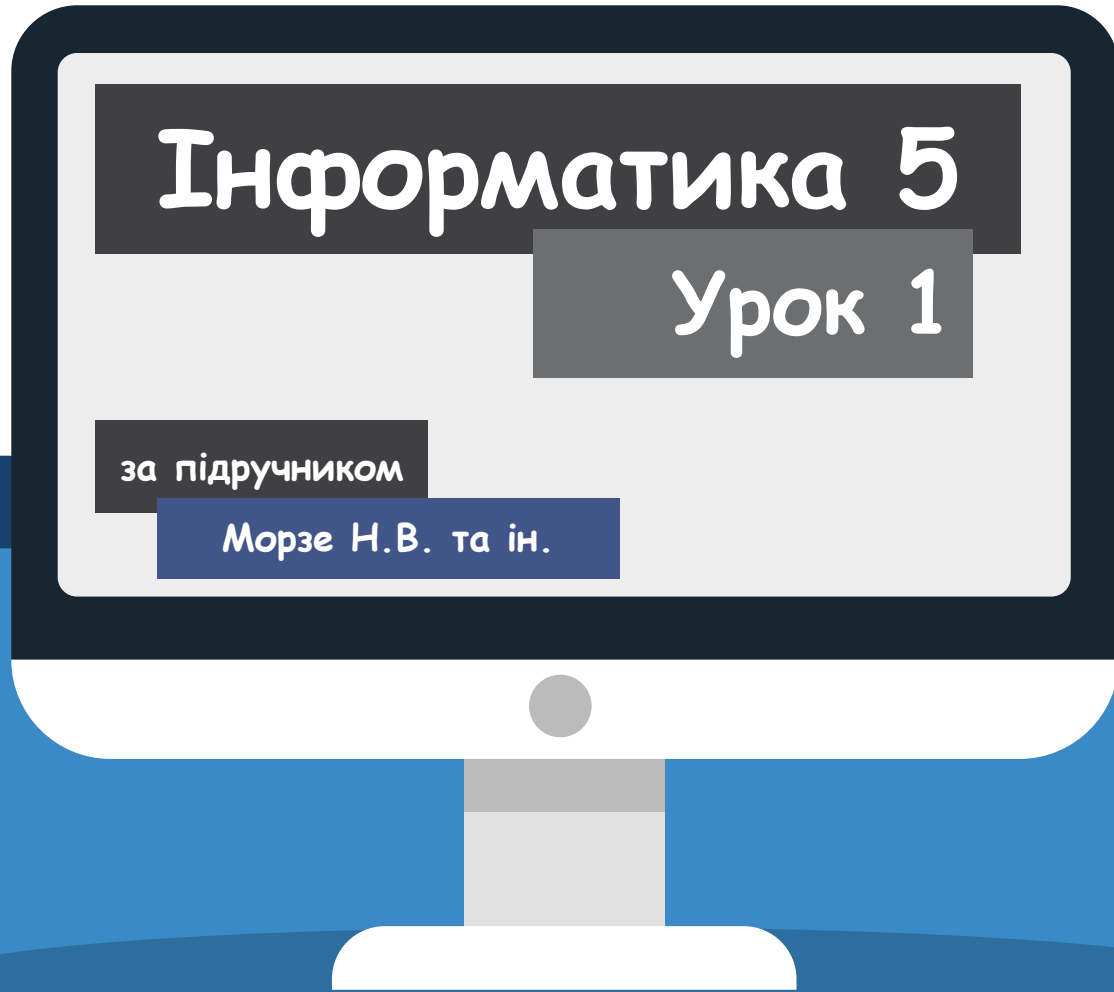 Інформатика 5
Урок 1
за підручником
Морзе Н.В. та ін.